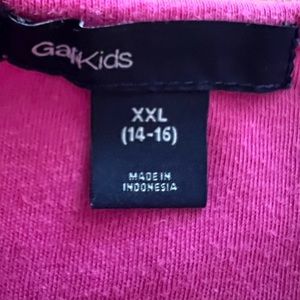 GapKids
XXL
(14-16)
MADE IN
INDONESIA